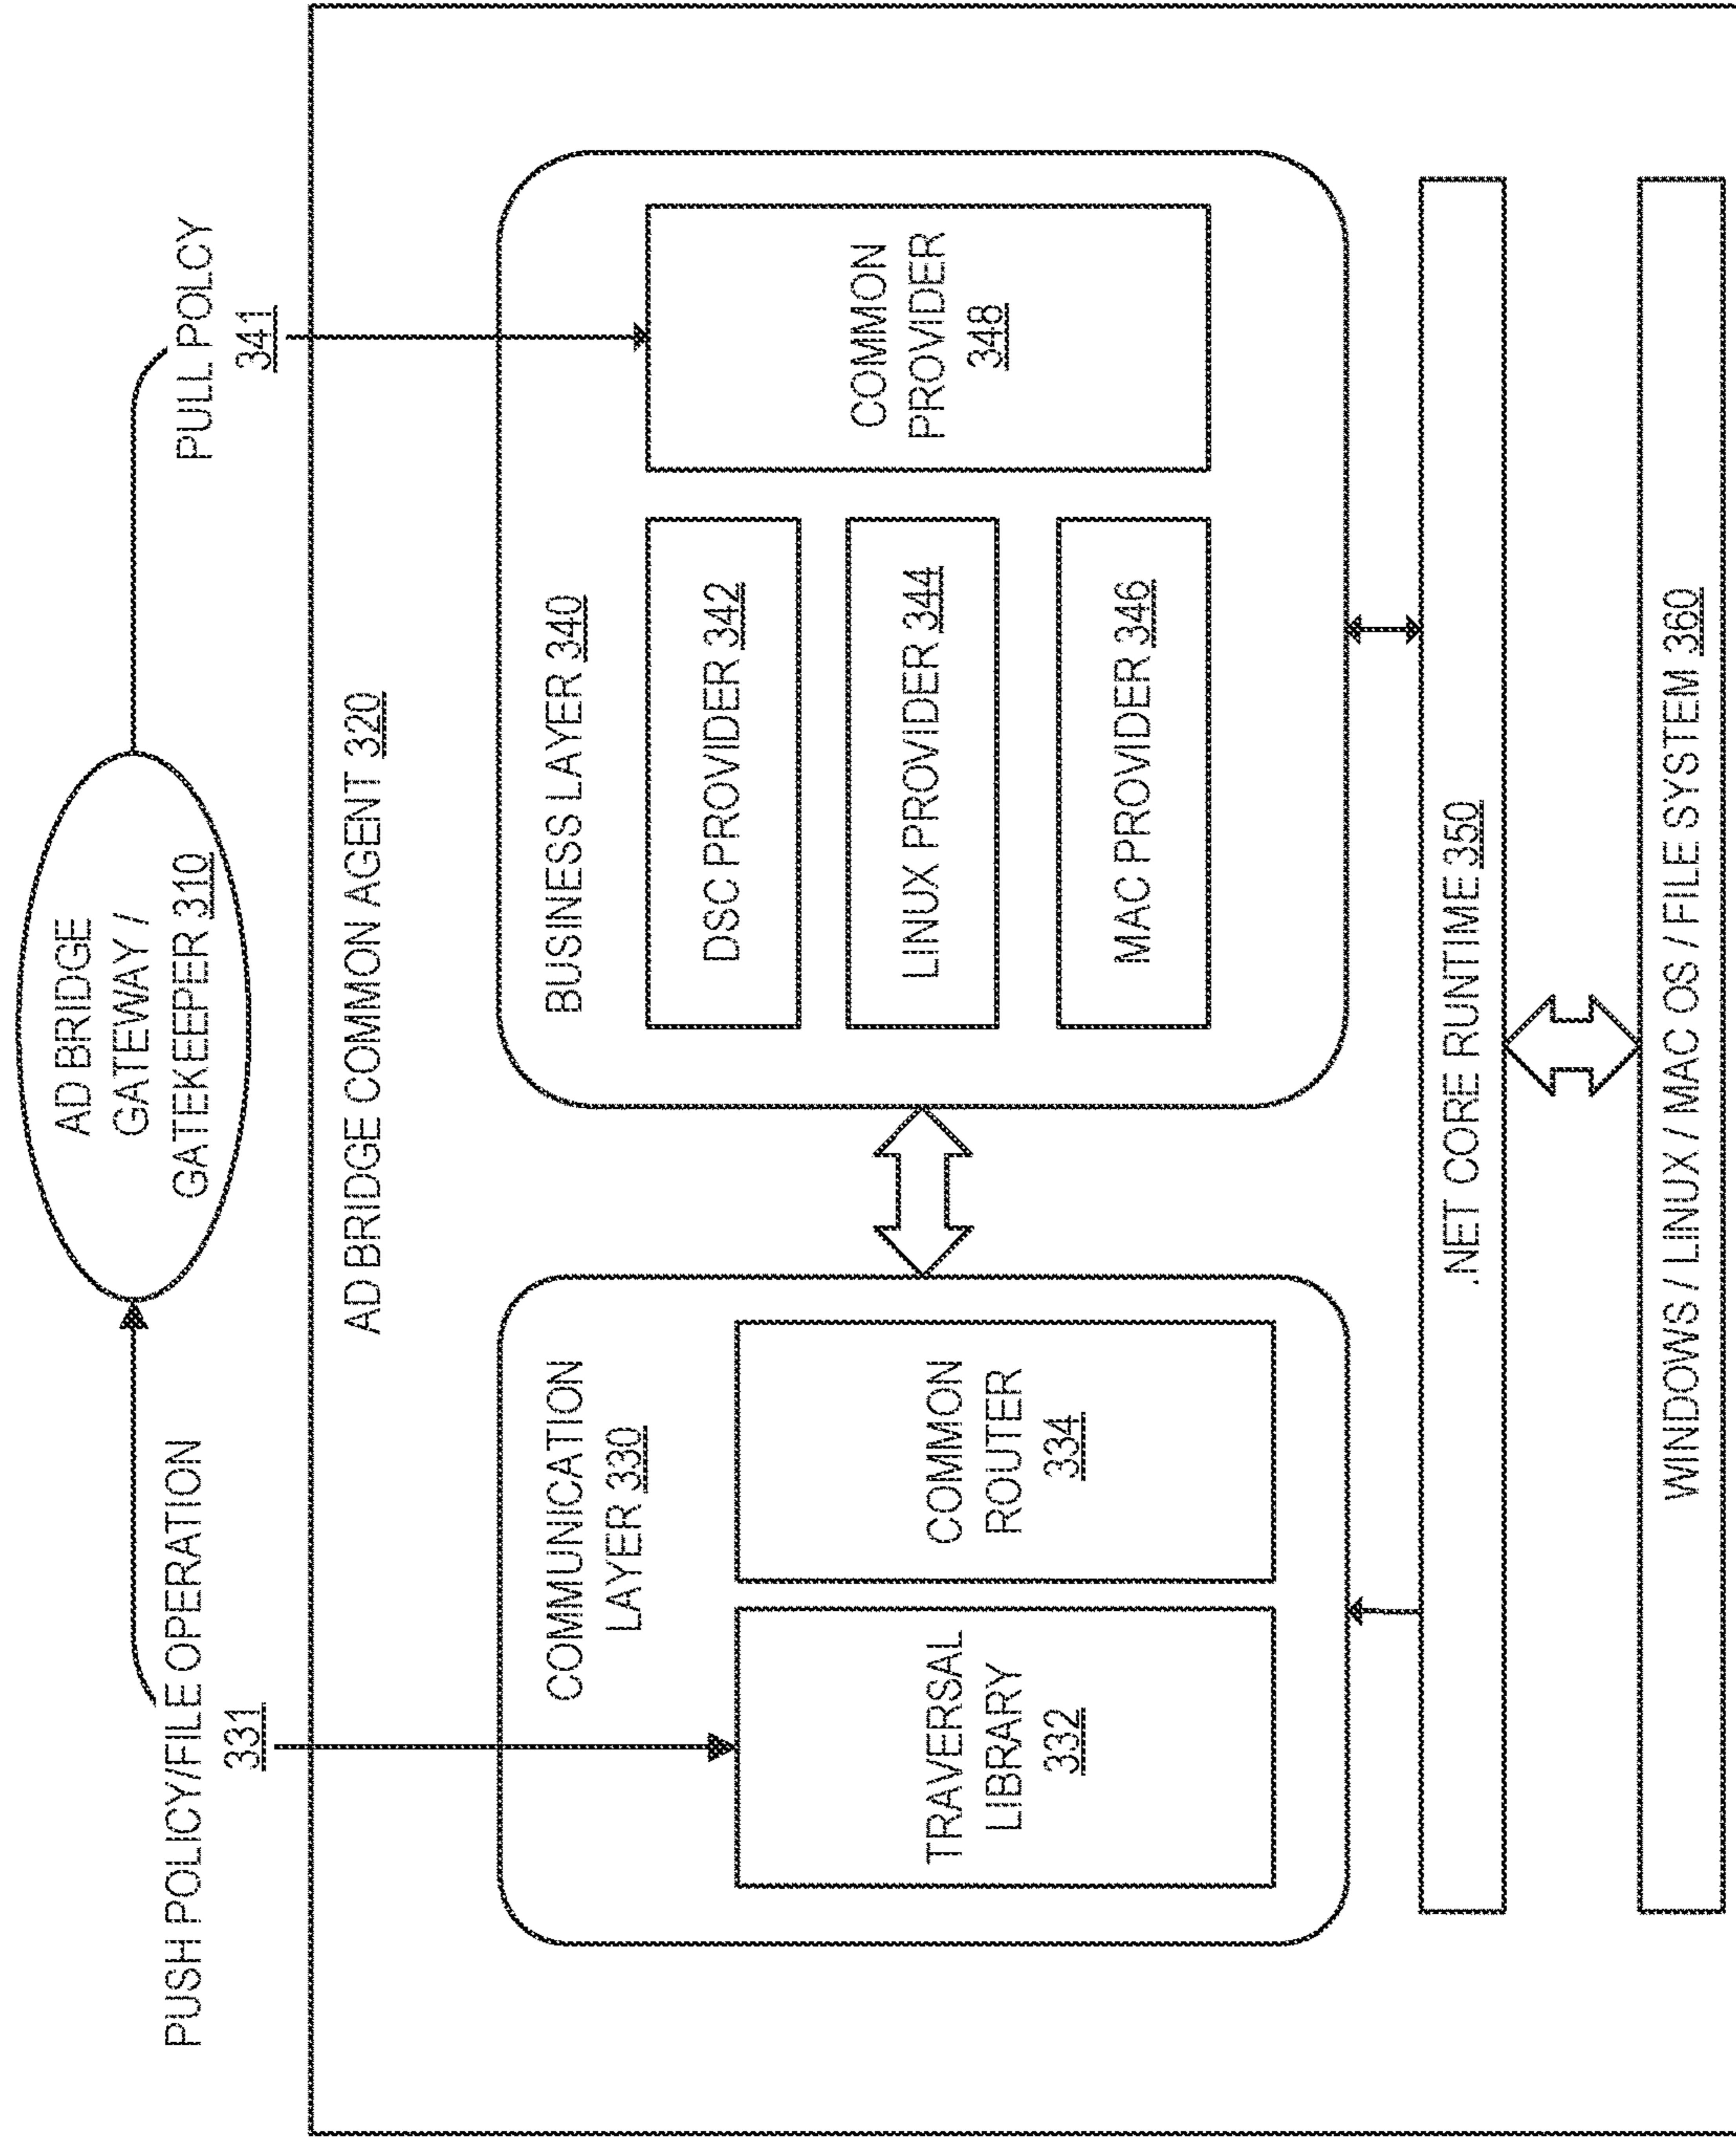 AD BRIDGE
GATEWAY /
GATEKEEPER 310
PUSH POLICY/FILE OPERATION
331
PULL POLCY
341
AD BRIDGE COMMON AGENT 320
COMMUNICATION
LAYER 330
TRAVERSAL
LIBRARY
332
COMMON
ROUTER
334
BUSINESS LAYER 340
DSC PROVIDER 342
LINUX PROVIDER 344
MAC PROVIDER 346
COMMON
PROVIDER
348
.NET CORE RUNTIME 350
WINDOWS / LINUX / MAC OS / FILE SYSTEM 360